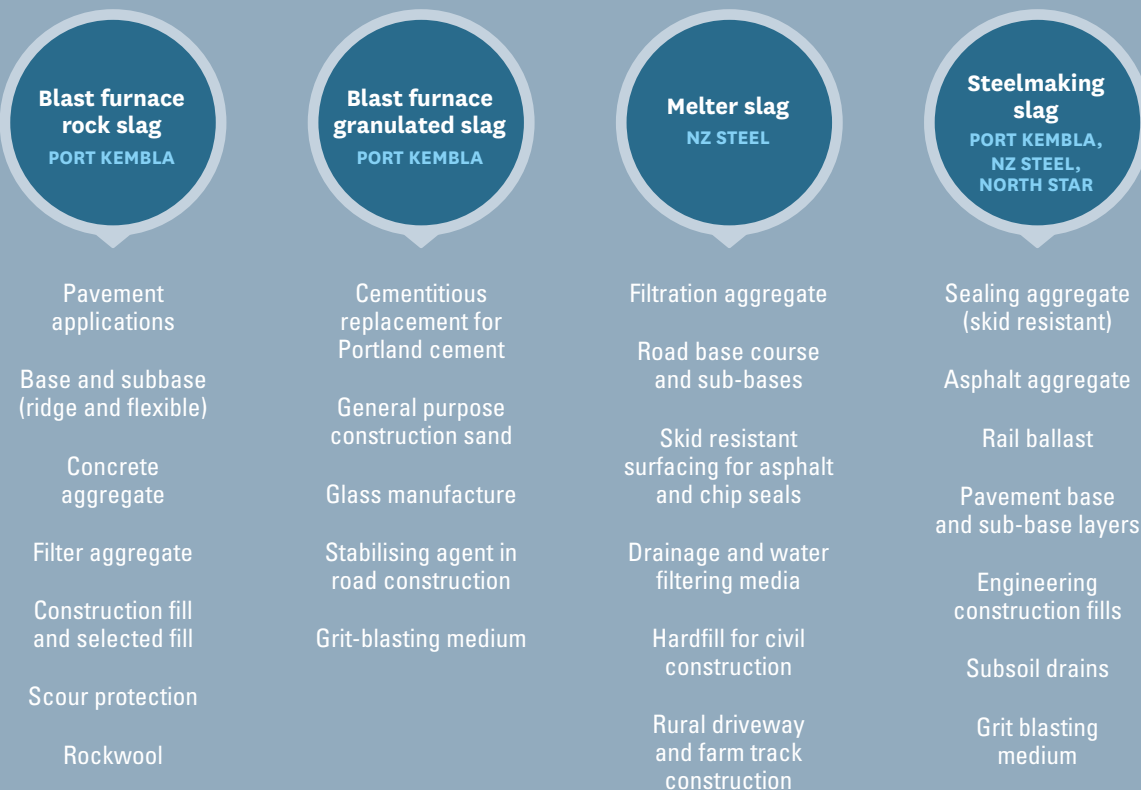 Blast furnace
rock slag
PORT KEMBLA
Pavement
applications
Base and subbase
(ridge and flexible)
Concrete
aggregate
Filter aggregate
Construction fill
and selected fill
Scour protection
Rockwool
Blast furnace
granulated slag
PORT KEMBLA
Cementitious
replacement for
Portland cement
General purpose
construction sand
Glass manufacture
Stabilising agent in
road construction
Grit-blasting medium
Melter slag
NZ STEEL
Filtration aggregate
Road base course
and sub-bases
Skid resistant
surfacing for asphalt
and chip seals
Drainage and water
filtering media
Hardfill for civil
construction
Rural driveway
and farm track
construction
Steelmaking
slag
PORT KEMBLA,
NZ STEEL,
NORTH STAR
Sealing aggregate
(skid resistant)
Asphalt aggregate
Rail ballast
Pavement base
and sub-base layers
Engineering
construction fills
Subsoil drains
Grit blasting
medium